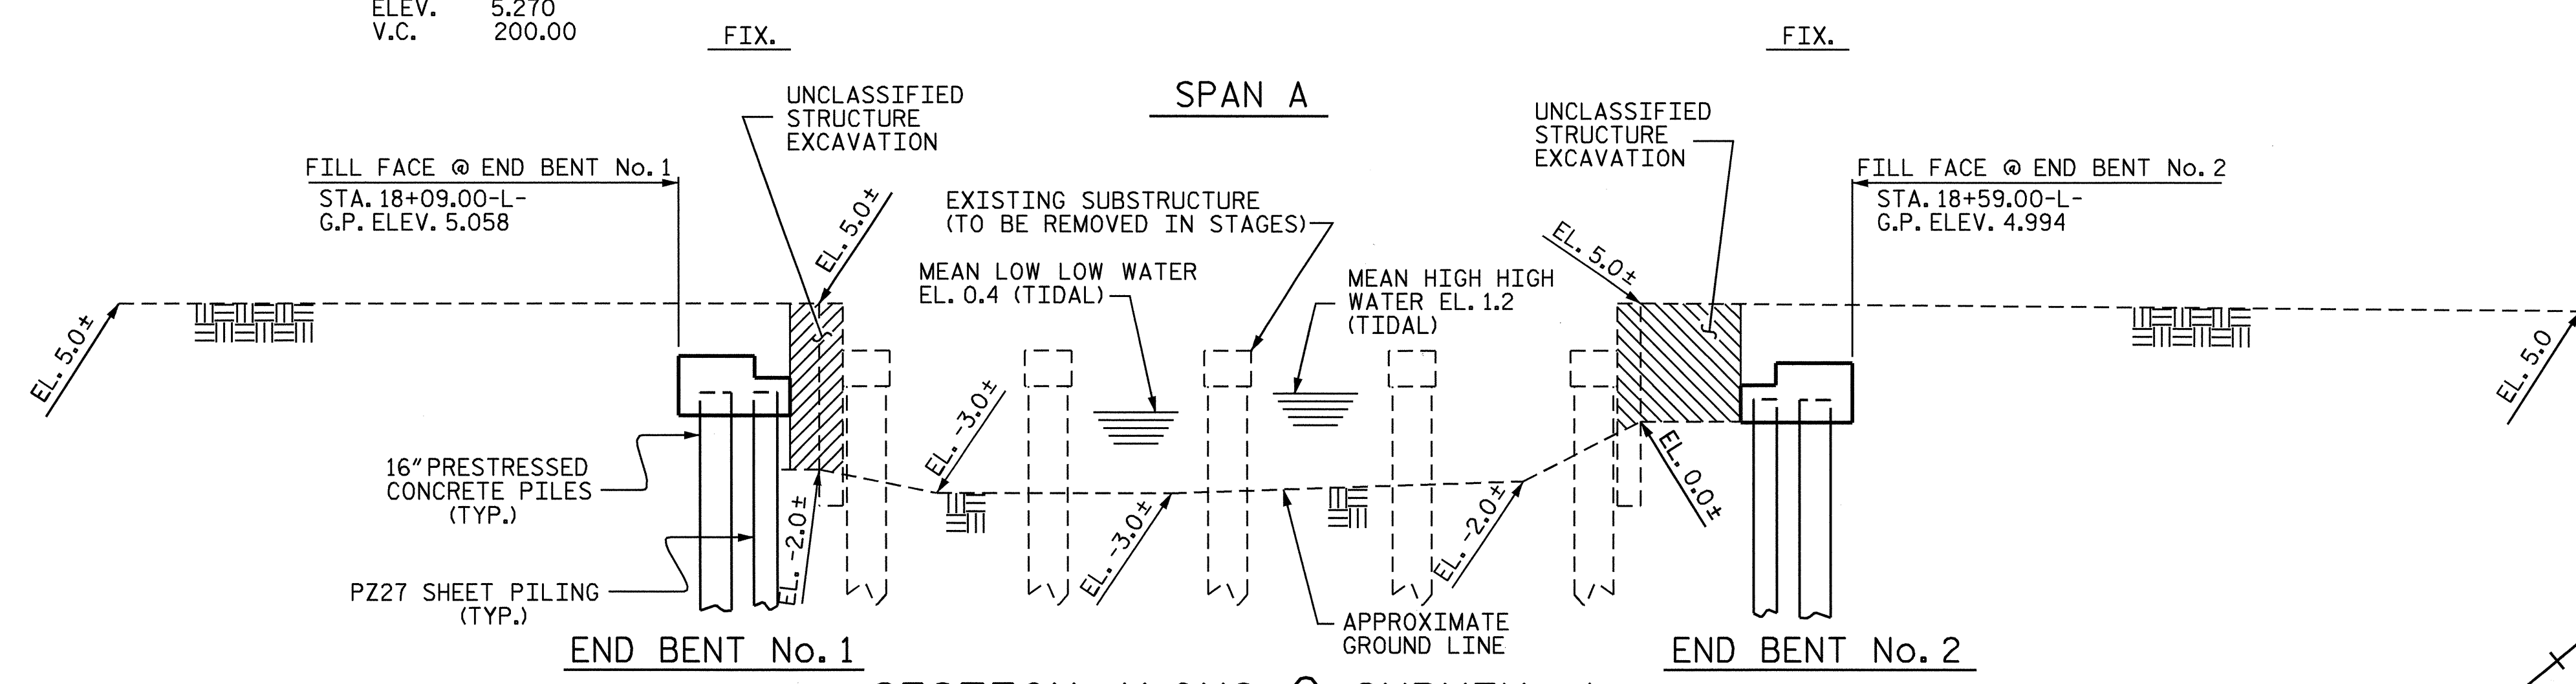 ELEV. 5.270
V.C. 200.00
FIX.
FIX.
SPAN A
UNCLASSIFIED
STRUCTURE
EXCAVATION
UNCLASSIFIED
STRUCTURE
EXCAVATION
FILL FACE @ END BENT No. 1
STA. 18+09.00-L-
G.P. ELEV. 5.058
FILL FACE @ END BENT No. 2
STA. 18+59.00-L-
G.P. ELEV. 4.994
EL. 5.0±
EXISTING SUBSTRUCTURE
(TO BE REMOVED IN STAGES)
EL. 5.0±
MEAN LOW LOW WATER
EL. 0.4 (TIDAL)
MEAN HIGH HIGH
WATER EL. 1.2
(TIDAL)
EL. 5.0±
EL. 5.0
EL. -3.0±
16" PRESTRESSED
CONCRETE PILES
(TYP.)
EL. -2.0±
EL. -3.0±
EL. -2.0±
EL. 0.0±
PZ27 SHEET PILING
(TYP.)
APPROXIMATE
GROUND LINE
END BENT No. 1
END BENT No. 2